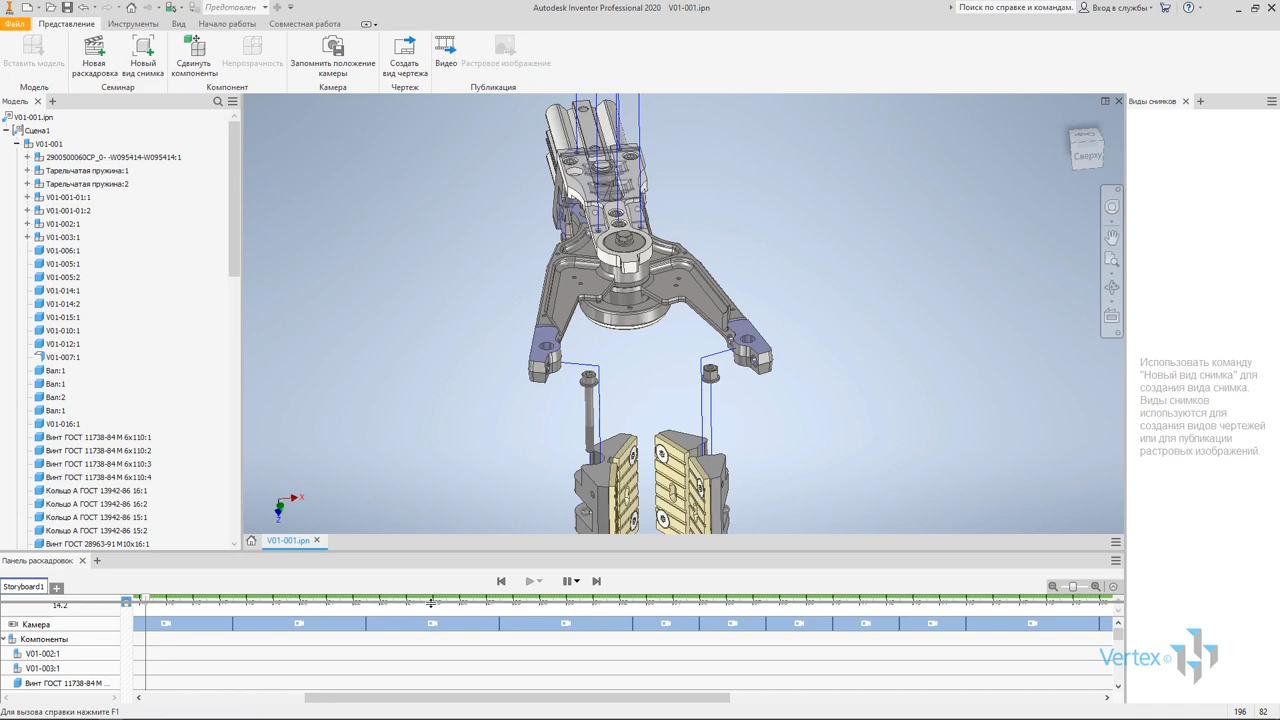 Представлен
Autodesk Inventor Professional 2020 V01-001.ipn
Поиск по справке и командам.
Вход в службы
Файл
Представление
Инструменты
Вид
Начало работы
Совместная работа
Вставить модель
Новая раскадровка
Новый вид снимка
Сдвинуть компоненты
Непрозрачность
Запомнить положение камеры
Создать вид чертежа
Видео
Растровое изображение
Модель
Семинар
Компонент
Камера
Чертеж
Публикация
Модель
Виды снимков
V01-001.ipn
Сцена1
V01-001
2900500060CP_0- -W095414-W095414:1
Тарельчатая пружина:1
Тарельчатая пружина:2
V01-001-01:1
V01-001-01:2
V01-002:1
V01-003:1
V01-006:1
V01-005:1
V01-005:2
V01-014:1
V01-014:2
V01-015:1
V01-010:1
V01-012:1
V01-007:1
Вал:1
Вал:1
Вал:2
Вал:1
V01-016:1
Винт ГОСТ 11738-84 М 6x110:1
Винт ГОСТ 11738-84 М 6x110:2
Винт ГОСТ 11738-84 М 6x110:3
Винт ГОСТ 11738-84 М 6x110:4
Кольцо А ГОСТ 13942-86 16:1
Кольцо А ГОСТ 13942-86 16:2
Кольцо А ГОСТ 13942-86 15:1
Кольцо А ГОСТ 13942-86 15:2
Винт ГОСТ 28963-91 М10x16:1
Сверху
X
Z
Использовать команду
"Новый вид снимка" для
создания вида снимка.
Виды снимков
используются для
создания видов чертежей
или для публикации
растровых изображений.
V01-001.ipn
Панель раскадровок
Storyboard1
14.2
Камера
Компоненты
V01-002:1
V01-003:1
Винт ГОСТ 11738-84 М ...
Vertex ©
Для вызова справки нажмите F1
196 82